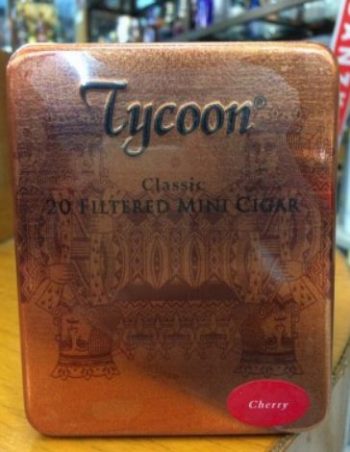 Tycoon®
Classic
20 FILTERED MINI CIGAR
Cherry